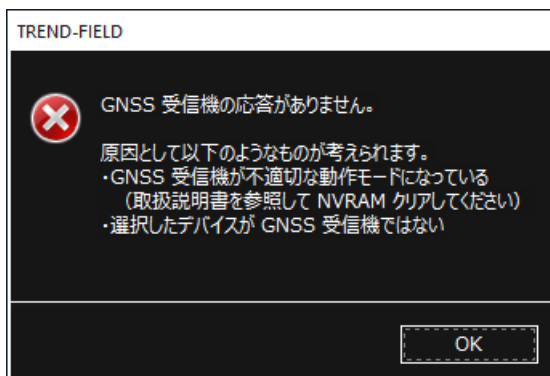 TREND-FIELD
GNSS 受信機の応答がありません。
原因として以下のようなものが考えられます。
・GNSS 受信機が不適切な動作モードになっている
（取扱説明書を参照して NVRAM クリアしてください）
・選択したデバイスが GNSS 受信機ではない
OK